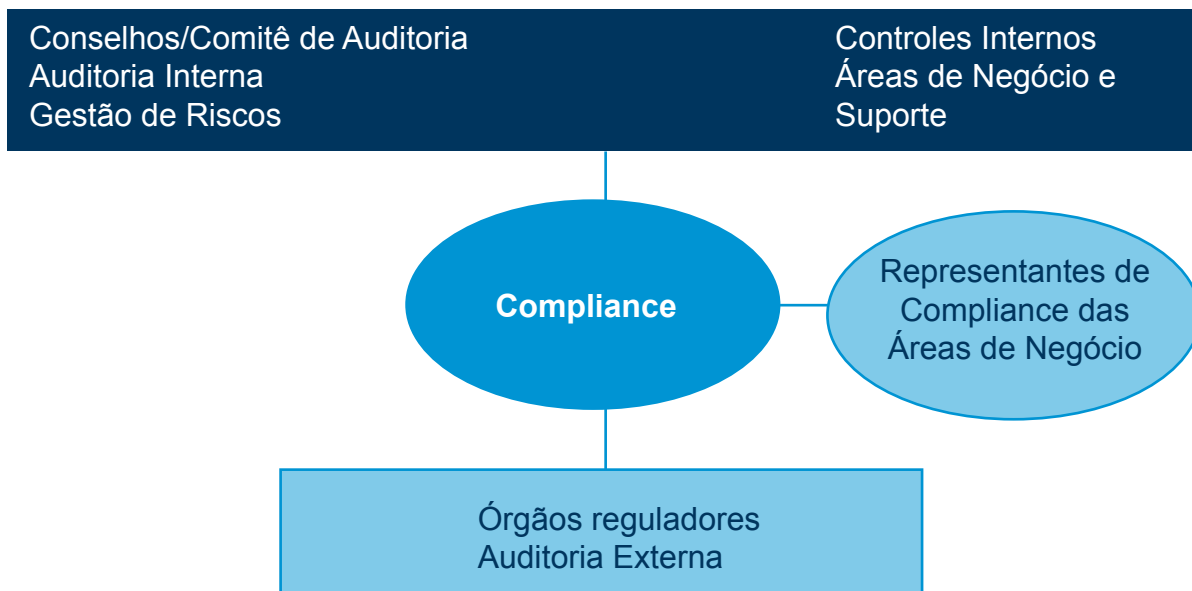 Conselhos/Comitê de Auditoria
Auditoria Interna
Gestão de Riscos
Controles Internos
Áreas de Negócio e
Suporte
Compliance
Representantes de
Compliance das
Áreas de Negócio
Órgãos reguladores
Auditoria Externa